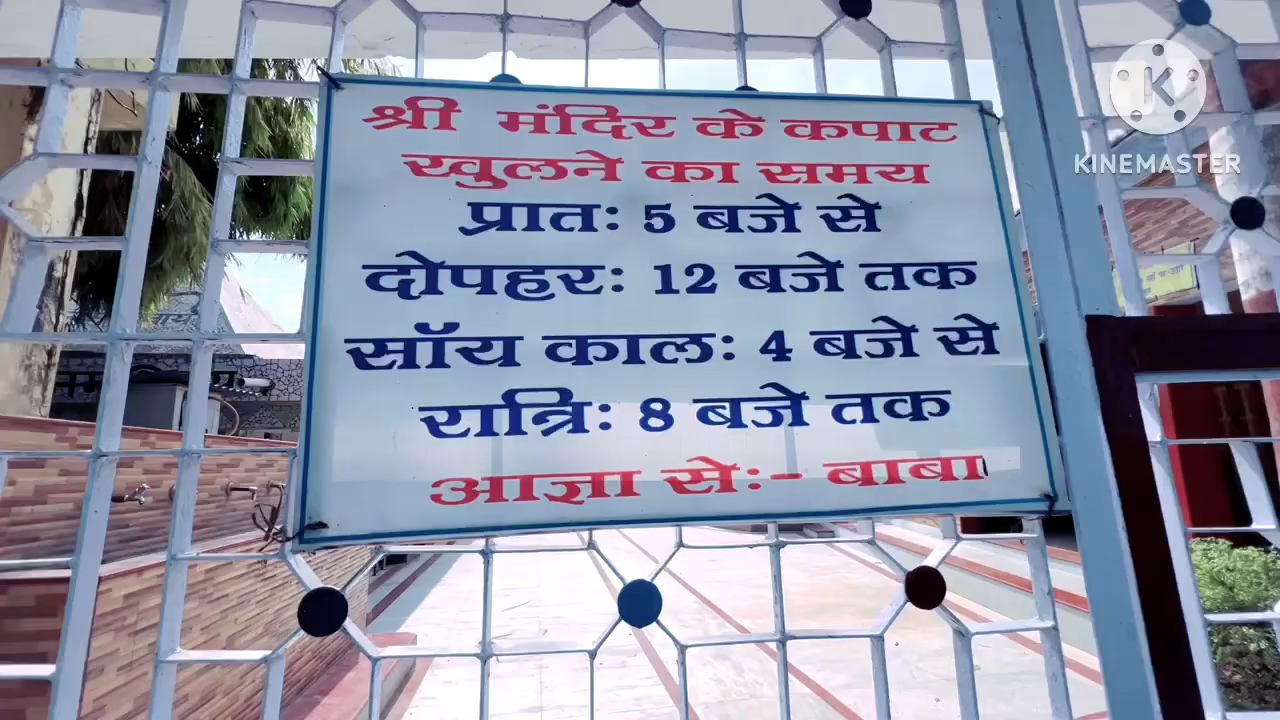 श्री मंदिर के कपाट
खुलने का समय
प्रातः 5 बजे से
दोपहरः 12 बजे तक
सॉय कालः 4 बजे से
रात्रिः 8 बजे तक
आज्ञा सेः- बाबा
K
KINEMASTER